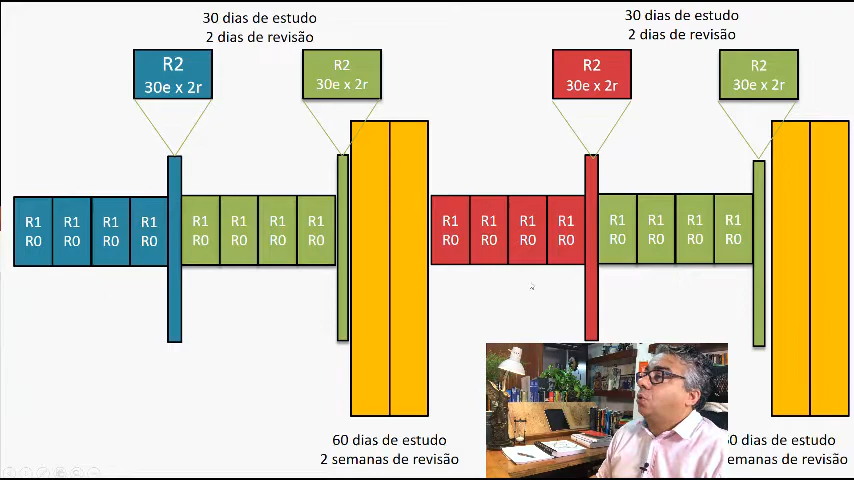 30 dias de estudo
2 dias de revisão
30 dias de estudo
2 dias de revisão
R2
30e x 2r
R2
30e x 2r
R2
30e x 2r
R2
30e x 2r
R1 R1 R1 R1 R1 R1 R1 R1 R1 R1 R1 R1 R1 R1 R1 R1
R0 R0 R0 R0 R0 R0 R0 R0 R0 R0 R0 R0 R0 R0 R0 R0
60 dias de estudo
2 semanas de revisão
dias de estudo
de revisão